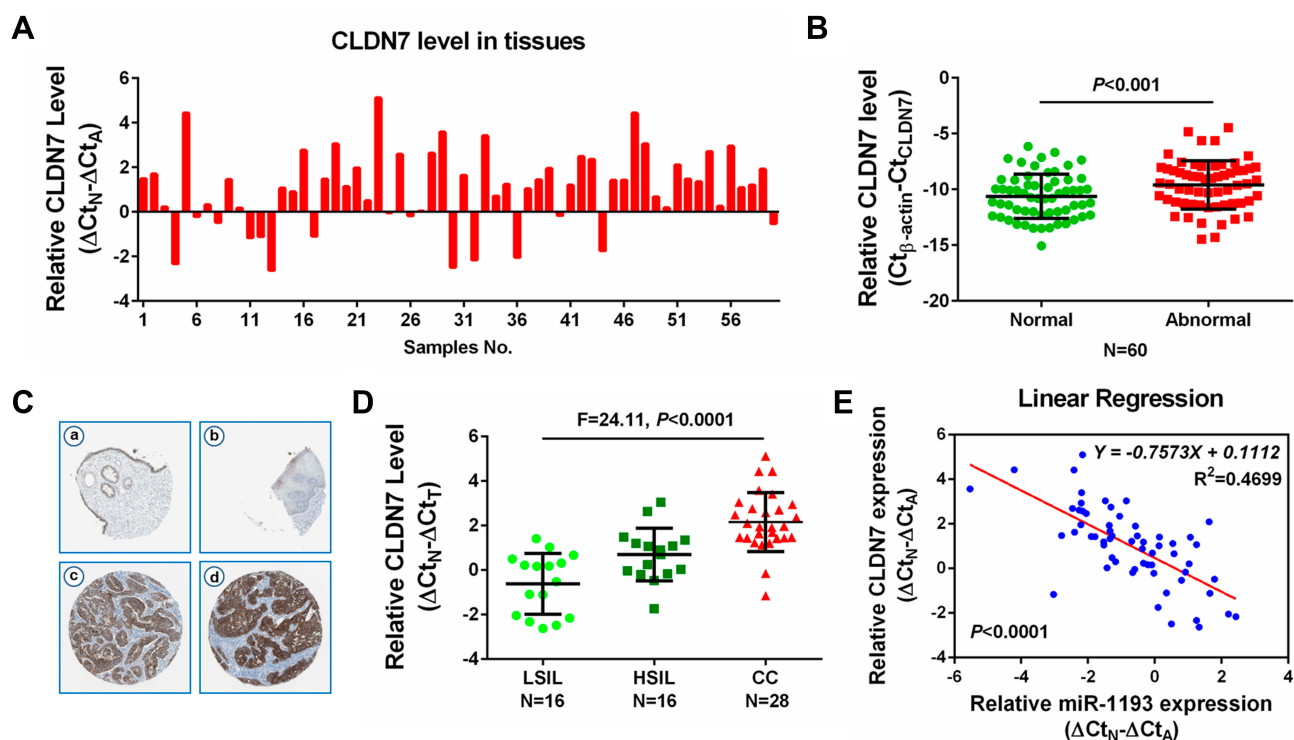 A
CLDN7 level in tissues
Relative CLDN7 Level
(ΔCtN-ΔCtA)
6
4
2
0
-2
-4
1
6
11
16
21
26
31
36
41
46
51
56
Samples No.
B
Relative CLDN7 level
(Ctβ-actin-CtCLDN7)
0
-5
-10
-15
-20
P<0.001
Normal
Abnormal
N=60
C
a
b
c
d
D
Relative CLDN7 Level
(ΔCtN-ΔCtT)
F=24.11, P<0.0001
6
4
2
0
-2
-4
LSIL
HSIL
CC
N=16
N=16
N=28
E
Linear Regression
Relative CLDN7 expression
(ΔCtN-ΔCtA)
6
4
2
0
-2
-4
Y = -0.7573X + 0.1112
R²=0.4699
P<0.0001
-6
-4
-2
0
2
4
Relative miR-1193 expression
(ΔCtN-ΔCtA)